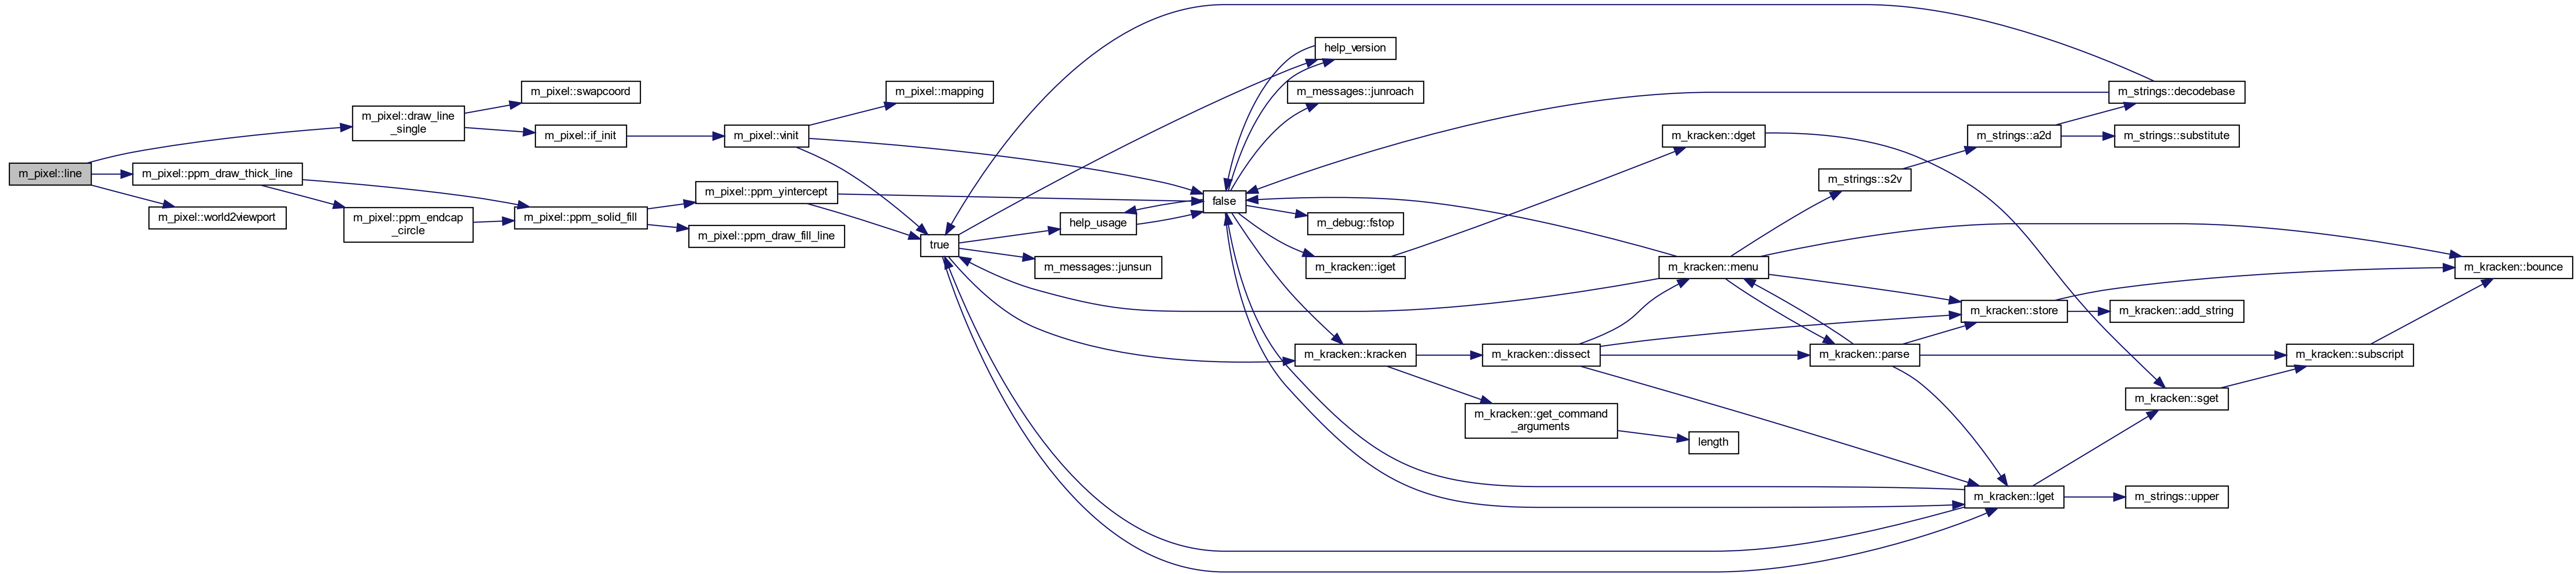 m_pixel::line
m_pixel::draw_line
_single
m_pixel::ppm_draw_thick_line
m_pixel::world2viewport
m_pixel::swapcoord
m_pixel::if_init
m_pixel::ppm_endcap
_circle
m_pixel::ppm_solid_fill
m_pixel::vinit
m_pixel::ppm_yintercept
m_pixel::ppm_draw_fill_line
m_pixel::mapping
true
help_usage
m_messages::junsun
false
help_version
m_messages::junroach
m_debug::fstop
m_kracken::iget
m_kracken::kracken
m_kracken::dissect
m_kracken::get_command
_arguments
length
m_kracken::dget
m_kracken::menu
m_strings::s2v
m_kracken::parse
m_strings::a2d
m_kracken::store
m_kracken::lget
m_strings::decodebase
m_strings::substitute
m_kracken::add_string
m_kracken::sget
m_strings::upper
m_kracken::subscript
m_kracken::bounce